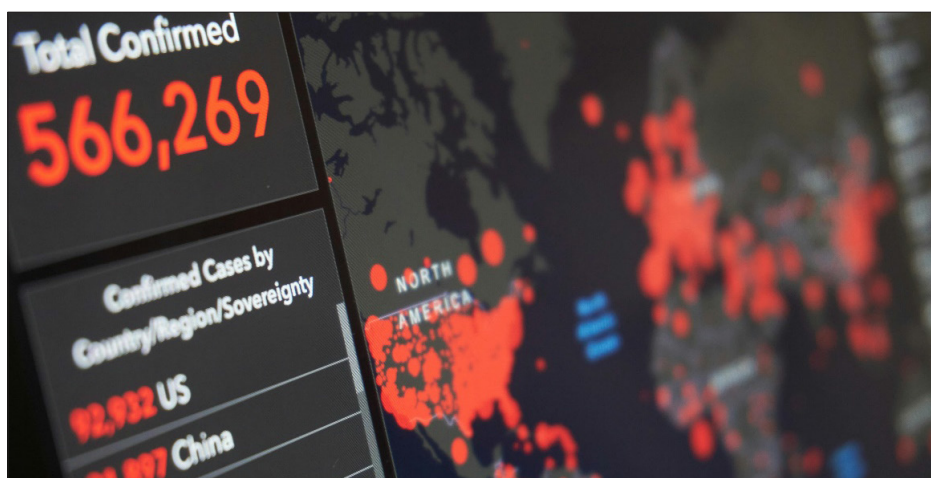 Total Confirmed
566,269
Confirmed Cases by
Country/Region/Sovereignty
92,932 US
China
NORTH
AMERICA